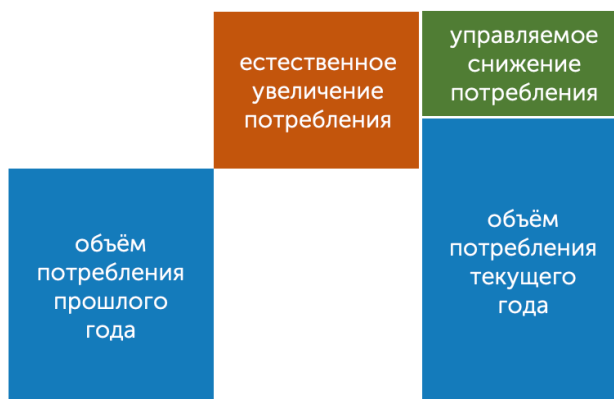 естественное
увеличение
потребления
управляемое
снижение
потребления
объём
потребления
прошлого
года
объём
потребления
текущего
года